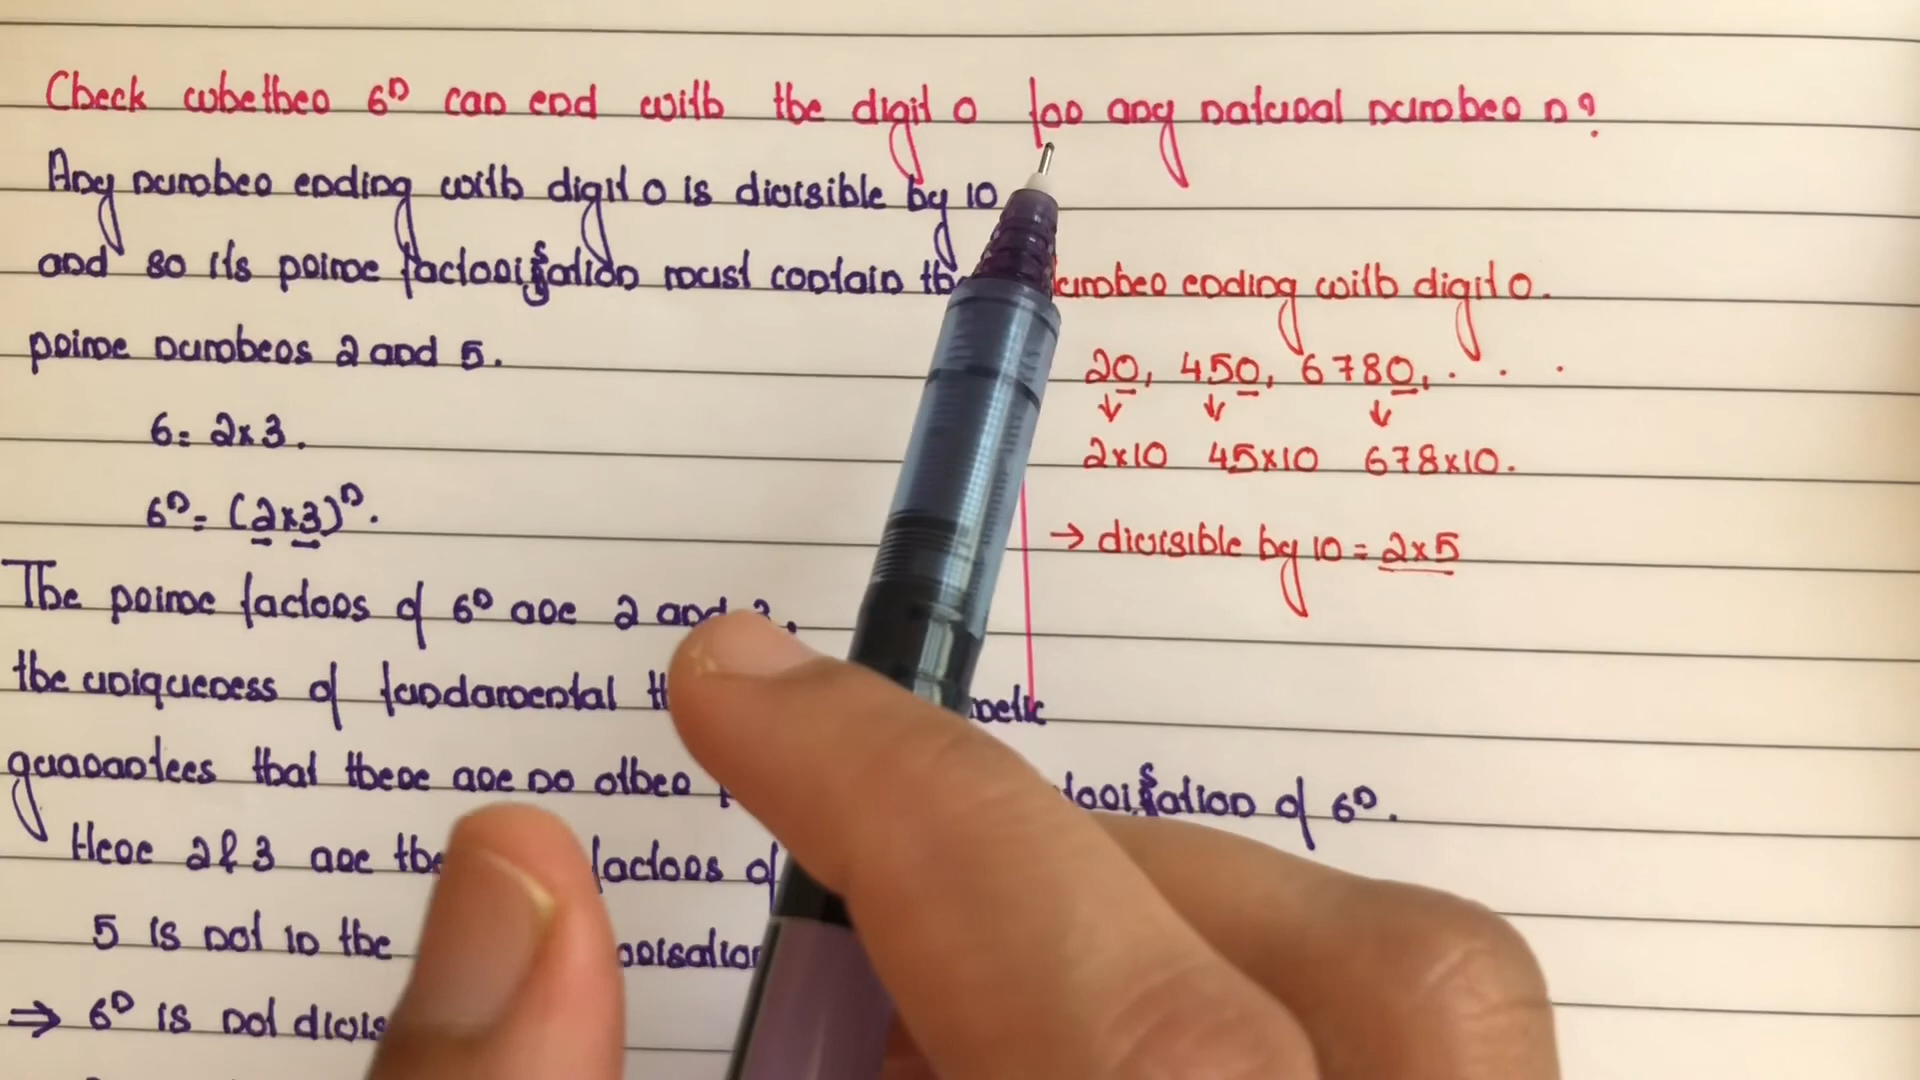 Check whether 6ⁿ can end with the digit 0 for any natural number n?
Any number ending with digit 0 is divisible by 10
and so its prime factorisation must contain
prime numbers 2 and 5.
6 = 2x3.
6ⁿ = (2x3)ⁿ.
The prime factors of 6ⁿ are 2 and 3.
the uniqueness of fundamental
guarantees that there are no other
factorisation of 6ⁿ.
Here 2 & 3 are the factors of
5 is not in the
⇒ 6ⁿ is not
number ending with digit 0.
20, 450, 6780, . . .
↓ ↓ ↓
2x10 45x10 678x10.
→ divisible by 10 = 2x5